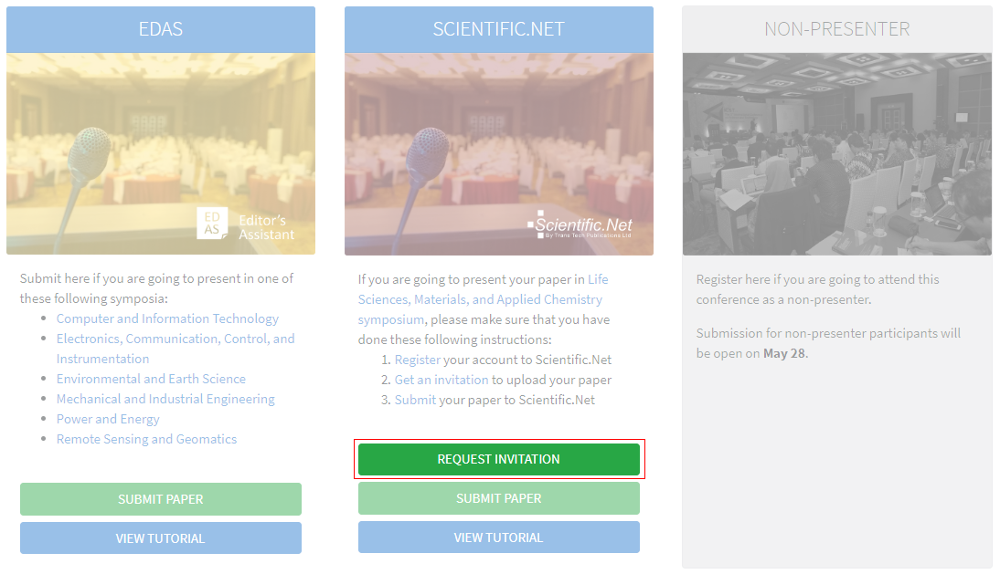 EDAS
ED
AS
Editor's
Assistant
Submit here if you are going to present in one of
these following symposia:
Computer and Information Technology
Electronics, Communication, Control, and
Instrumentation
Environmental and Earth Science
Mechanical and Industrial Engineering
Power and Energy
Remote Sensing and Geomatics
SUBMIT PAPER
VIEW TUTORIAL
SCIENTIFIC.NET
Scientific.Net
By Trans Tech Publications Ltd
If you are going to present your paper in Life
Sciences, Materials, and Applied Chemistry
symposium, please make sure that you have
done these following instructions:
1. Register your account to Scientific.Net
2. Get an invitation to upload your paper
3. Submit your paper to Scientific.Net
REQUEST INVITATION
SUBMIT PAPER
VIEW TUTORIAL
NON-PRESENTER
Register here if you are going to attend this
conference as a non-presenter.
Submission for non-presenter participants will
be open on May 28.